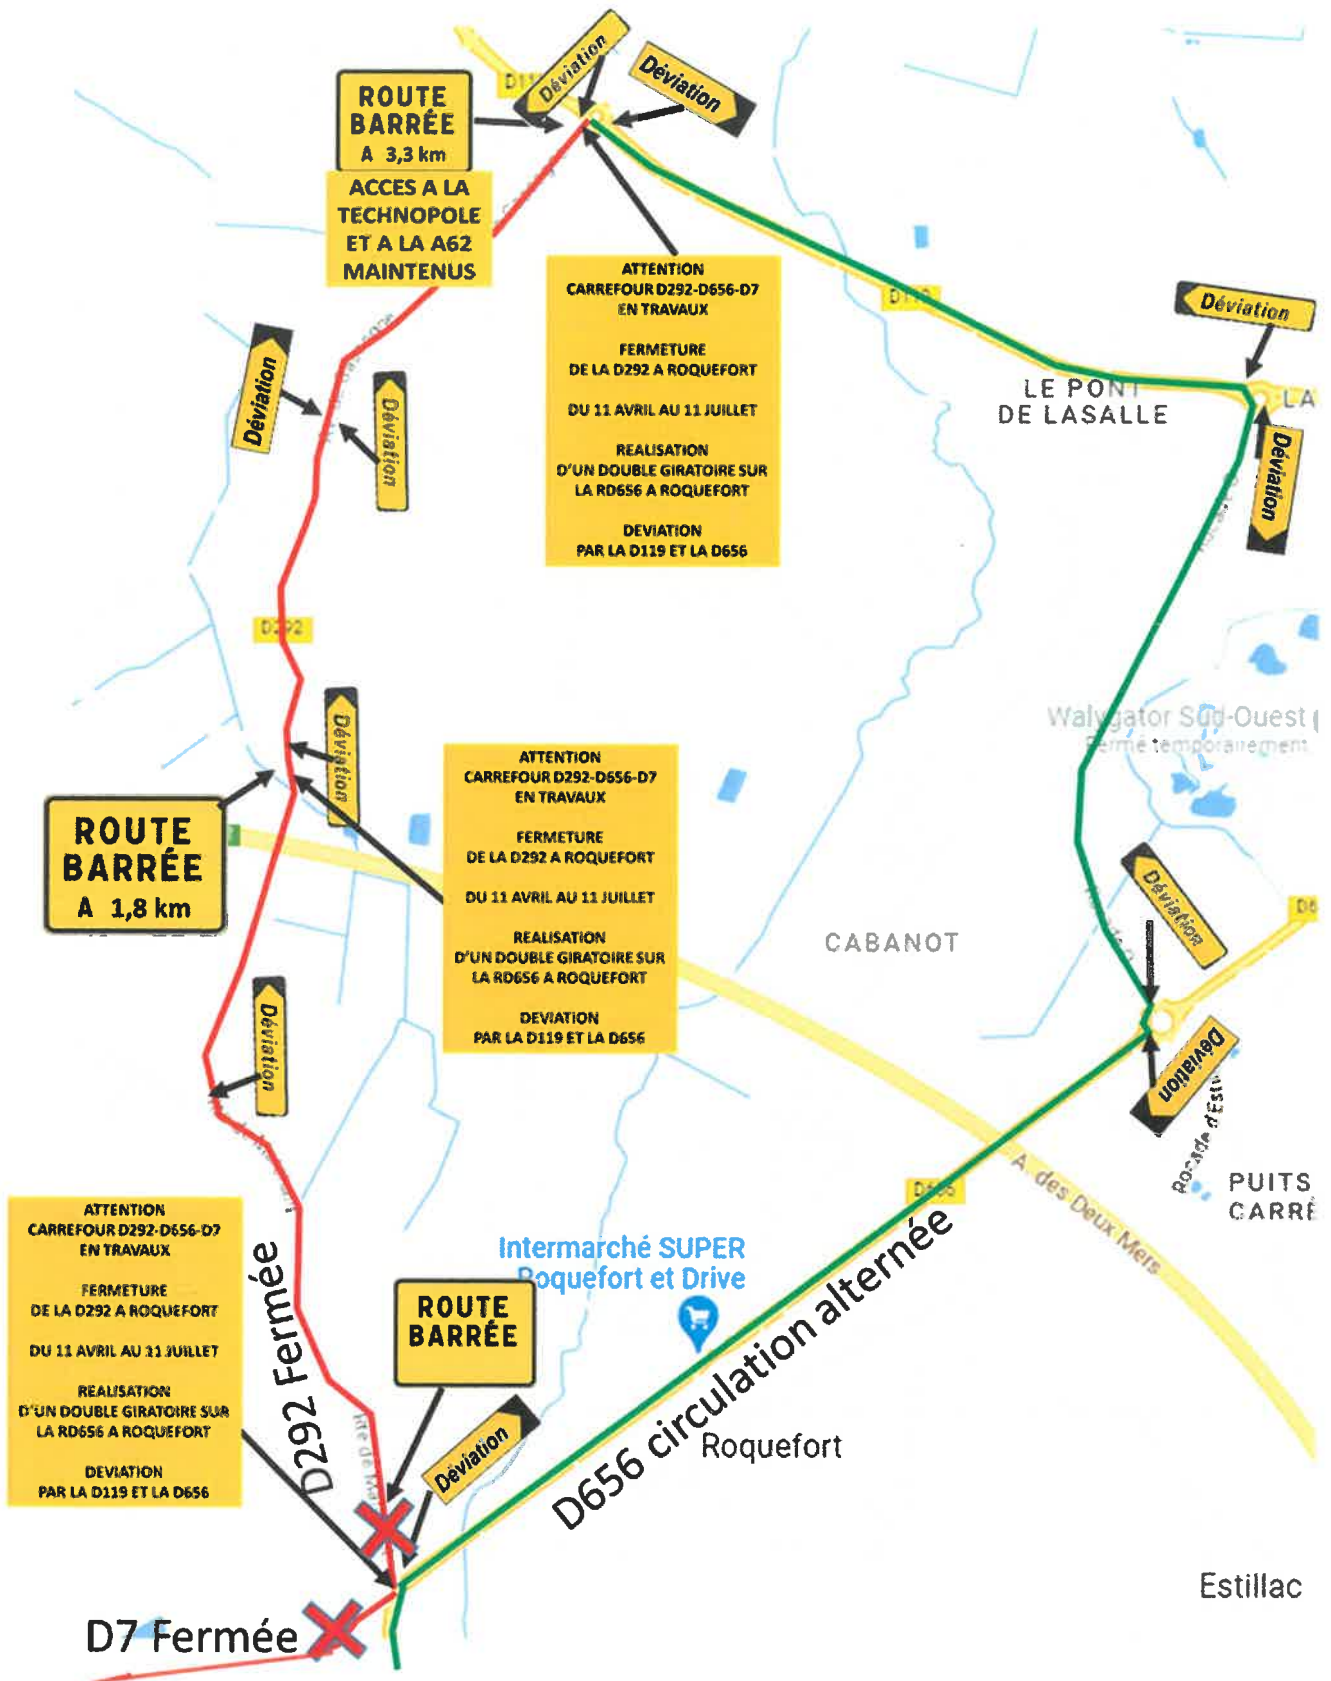 Déviation
Déviation
ROUTE
BARRÉE
A 3,3 km
ACCES A LA
TECHNOPOLE
ET A LA A62
MAINTENUS
ATTENTION
CARREFOUR D292-D656-D7
EN TRAVAUX
FERMETURE
DE LA D292 A ROQUEFORT
DU 11 AVRIL AU 11 JUILLET
REALISATION
D'UN DOUBLE GIRATOIRE SUR
LA RD656 A ROQUEFORT
DEVIATION
PAR LA D119 ET LA D656
Déviation
LE PONT
DE LASALLE
LA
Déviation
Déviation
Déviation
D292
Walygator Sud-Ouest
Fermé temporairement
Déviation
ROUTE
BARRÉE
A 1,8 km
ATTENTION
CARREFOUR D292-D656-D7
EN TRAVAUX
FERMETURE
DE LA D292 A ROQUEFORT
DU 11 AVRIL AU 11 JUILLET
REALISATION
D'UN DOUBLE GIRATOIRE SUR
LA RD656 A ROQUEFORT
DEVIATION
PAR LA D119 ET LA D656
CABANOT
Déviation
D6
Déviation
Déviation
Rocade d'Esti
PUITS
CARRÉ
A. des Deux Mers
D656
ATTENTION
CARREFOUR D292-D656-D7
EN TRAVAUX
FERMETURE
DE LA D292 A ROQUEFORT
DU 11 AVRIL AU 11 JUILLET
REALISATION
D'UN DOUBLE GIRATOIRE SUR
LA RD656 A ROQUEFORT
DEVIATION
PAR LA D119 ET LA D656
D292 Fermée
Intermarché SUPER
Roquefort et Drive
ROUTE
BARRÉE
Déviation
D656 circulation alternée
Roquefort
Estillac
D7 Fermée